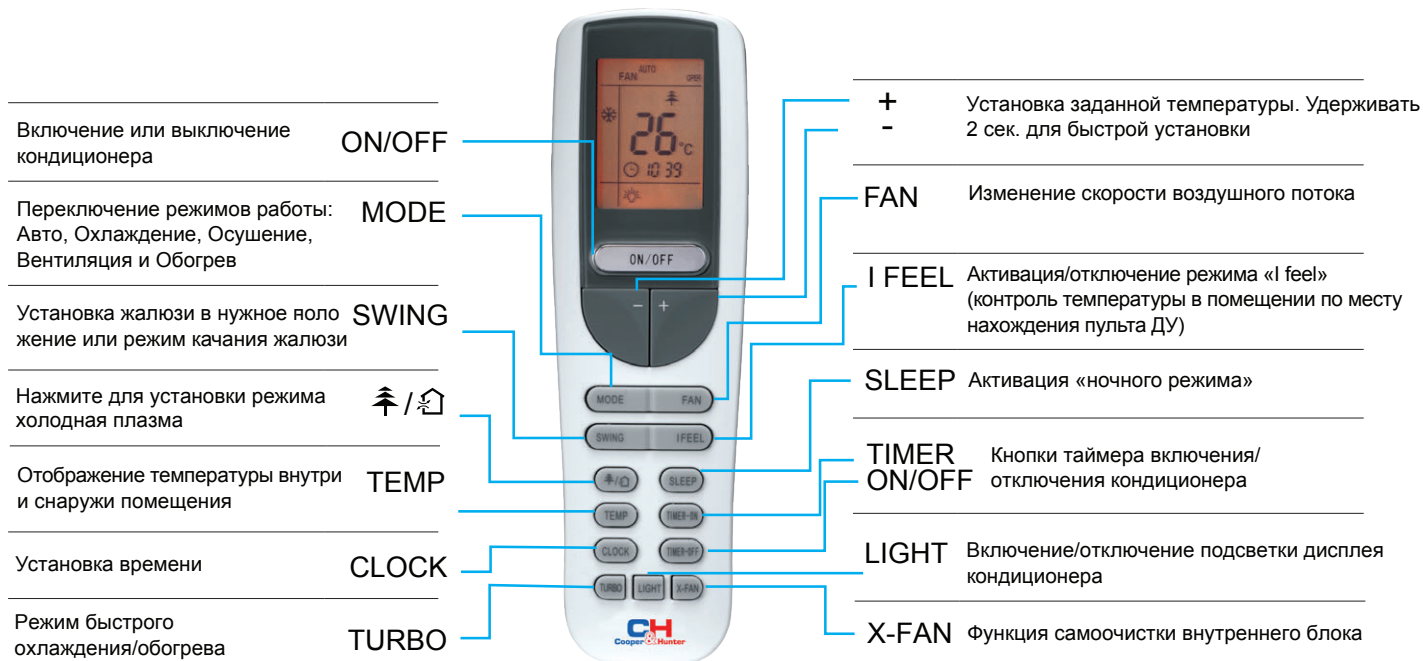 Включение или выключение
кондиционера
ON/OFF
Переключение режимов работы:
Авто, Охлаждение, Осушение,
Вентиляция и Обогрев
MODE
Установка жалюзи в нужное поло
жение или режим качания жалюзи
SWING
Нажмите для установки режима
холодная плазма
/
Отображение температуры внутри
и снаружи помещения
TEMP
Установка времени
CLOCK
Режим быстрого
охлаждения/обогрева
TURBO
AUTO
FAN
OPER
26°C
10 39
ON/OFF
- +
MODE FAN
SWING I FEEL
/ SLEEP
TEMP TIMER-ON
CLOCK TIMER-OFF
TURBO LIGHT X-FAN
CH
Cooper&Hunter
+
-
Установка заданной температуры. Удерживать
2 сек. для быстрой установки
FAN
Изменение скорости воздушного потока
I FEEL
Активация/отключение режима «I feel»
(контроль температуры в помещении по месту
нахождения пульта ДУ)
SLEEP
Активация «ночного режима»
TIMER
ON/OFF
Кнопки таймера включения/
отключения кондиционера
LIGHT
Включение/отключение подсветки дисплея
кондиционера
X-FAN
Функция самоочистки внутреннего блока